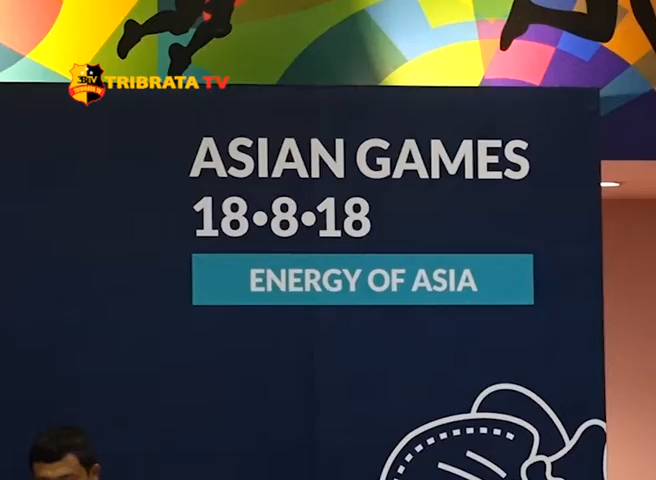 TRIBRATA TV
ASIAN GAMES
18•8•18
ENERGY OF ASIA